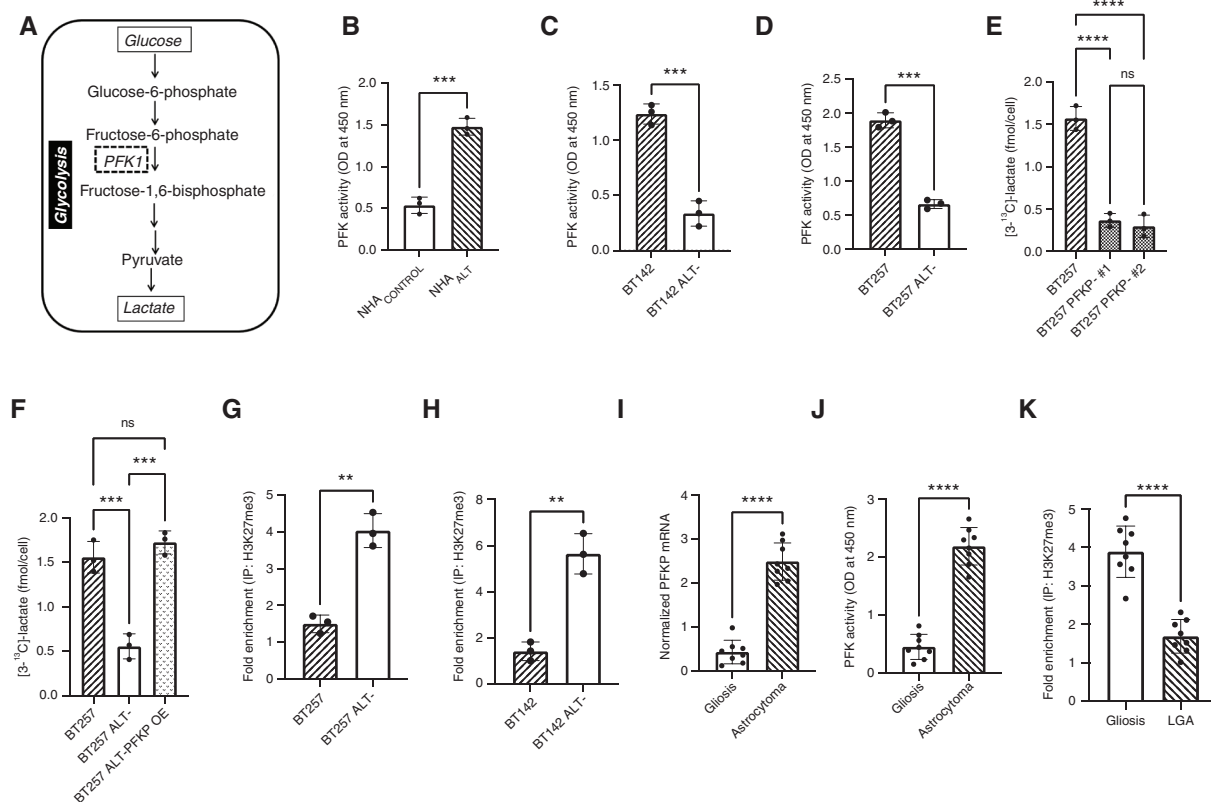 A
Glucose
Glucose-6-phosphate
Fructose-6-phosphate
PFK1
Fructose-1,6-bisphosphate
Glycolysis
Pyruvate
Lactate
B
***
2.0
1.5
1.0
0.5
0.0
PFK activity (OD at 450 nm)
NHA CONTROL
NHA ALT
C
***
1.5
1.0
0.5
0.0
PFK activity (OD at 450 nm)
BT142
BT142 ALT-
D
***
2.5
2.0
1.5
1.0
0.5
0.0
PFK activity (OD at 450 nm)
BT257
BT257 ALT-
E
****
****
ns
2.0
1.5
1.0
0.5
0.0
[3-13C]-lactate (fmol/cell)
BT257
BT257 PFKP- #1
BT257 PFKP- #2
F
ns
***
***
2.0
1.5
1.0
0.5
0.0
[3-13C]-lactate (fmol/cell)
BT257
BT257 ALT-
BT257 ALT-PFKP OE
G
**
5
4
3
2
1
0
Fold enrichment (IP: H3K27me3)
BT257
BT257 ALT-
H
**
8
6
4
2
0
Fold enrichment (IP: H3K27me3)
BT142
BT142 ALT-
I
****
4
3
2
1
0
Normalized PFKP mRNA
Gliosis
Astrocytoma
J
****
3
2
1
0
PFK activity (OD at 450 nm)
Gliosis
Astrocytoma
K
****
5
4
3
2
1
0
Fold enrichment (IP: H3K27me3)
Gliosis
LGA